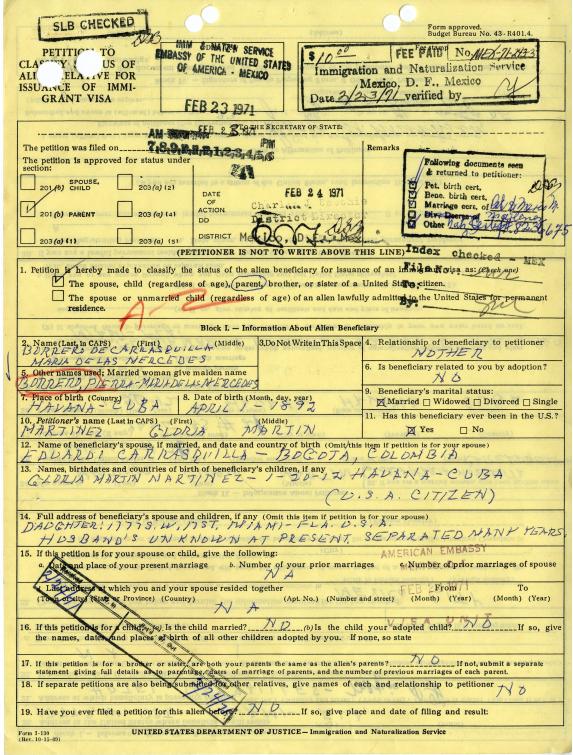 SLB CHECKED
Form approved.
Budget Bureau No. 43-R401.4.
PETITION TO
CLASSIFY STATUS OF
ALIEN RELATIVE FOR
ISSUANCE OF IMMI-
GRANT VISA
IMM & NATZ'N SERVICE
EMBASSY OF THE UNITED STATES
OF AMERICA - MEXICO
FEB 23 1971
$10.00 FEE PAID No.
Immigration and Naturalization Service
Mexico, D. F., Mexico
Date 2/23/71 verified by
TO THE SECRETARY OF STATE:
The petition was filed on
The petition is approved for status under
section:
Remarks
201(b) SPOUSE, CHILD
203(a)(2)
201(b) PARENT
203(a)(4)
203(a)(1)
203(a)(5)
DATE
OF
ACTION
FEB 24 1971
DD
District Director
DISTRICT
Mexico, D.F.
Following documents seen
& returned to petitioner:
Pet. birth cert.
Bene. birth cert.
Marriage cert. of
Div. Decree of
Other
(PETITIONER IS NOT TO WRITE ABOVE THIS LINE)
Index checked - MEX
File No.
To:
By:
1. Petition is hereby made to classify the status of the alien beneficiary for issuance of an immigrant visa as: (Check one)
The spouse, child (regardless of age), parent, brother, or sister of a United States citizen.
The spouse or unmarried child (regardless of age) of an alien lawfully admitted to the United States for permanent
residence.
Block I. - Information About Alien Beneficiary
2. Name (Last, in CAPS) (First) (Middle)
BORRERO DE CARRASQUILLA
MARIA DE LAS MERCEDES
3. Do Not Write in This Space
4. Relationship of beneficiary to petitioner
MOTHER
5. Other names used; Married woman give maiden name
BORRERO, PIERRA-MARIA DE LAS MERCEDES
6. Is beneficiary related to you by adoption?
NO
7. Place of birth (Country)
HAVANA-CUBA
8. Date of birth (Month, day, year)
APRIL 1-1892
9. Beneficiary's marital status:
Married Widowed Divorced Single
10. Petitioner's name (Last, in CAPS) (First) (Middle)
MARTINEZ GLORIA MARTIN
11. Has this beneficiary ever been in the U.S.?
Yes No
12. Name of beneficiary's spouse, if married, and date and country of birth (Omit this item if petition is for your spouse)
EDUARDI CARRASQUILLA - BOGOTA, COLOMBIA
13. Names, birthdates and countries of birth of beneficiary's children, if any
GLORIA MARTIN MARTINEZ - 1-20-12 HAVANA-CUBA
(U.S.A. CITIZEN)
14. Full address of beneficiary's spouse and children, if any (Omit this item if petition is for your spouse)
DAUGHTER: 1777 S.W. 17 ST. MIAMI-FLA. U.S.A.
HUSBAND'S UNKNOWN AT PRESENT. SEPARATED MANY YEARS.
15. If this petition is for your spouse or child, give the following:
AMERICAN EMBASSY
a. Date and place of your present marriage
b. Number of your prior marriages
c. Number of prior marriages of spouse
NA
FEB 1971
Last address at which you and your spouse resided together
From To
(Town or city) (State or Province) (Country) (Apt. No.) (Number and street) (Month) (Year) (Month) (Year)
NA
VISA UNIT
16. If this petition is for a child, (a) Is the child married? NO (b) Is the child your adopted child? NO If so, give
the names, dates, and places of birth of all other children adopted by you. If none, so state
17. If this petition is for a brother or sister, are both your parents the same as the alien's parents? NO If not, submit a separate
statement giving full details as to parentage, dates of marriage of parents, and the number of previous marriages of each parent.
18. If separate petitions are also being submitted for other relatives, give names of each and relationship to petitioner NO
19. Have you ever filed a petition for this alien before? NO If so, give place and date of filing and result:
Form I-130
(Rev. 10-15-69)
UNITED STATES DEPARTMENT OF JUSTICE - Immigration and Naturalization Service